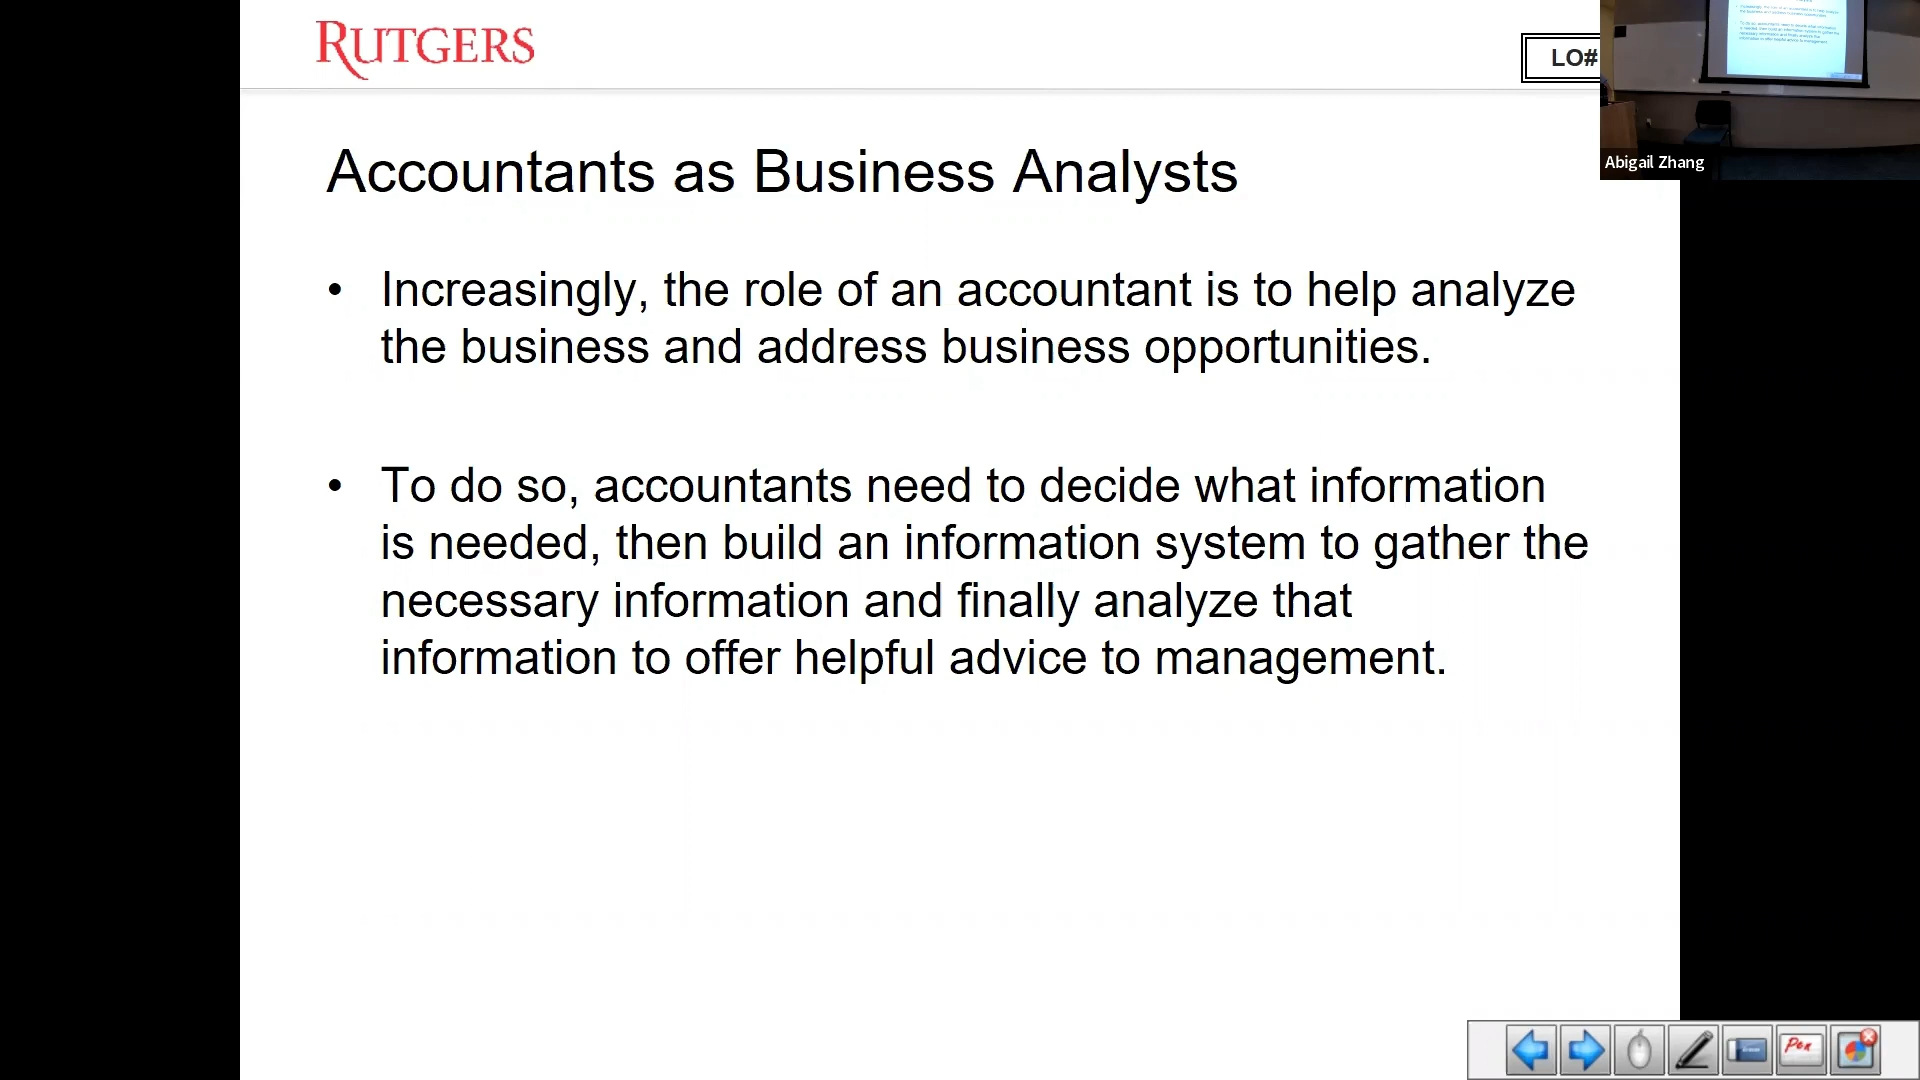 RUTGERS
LO#
Abigail Zhang
Accountants as Business Analysts
• Increasingly, the role of an accountant is to help analyze
the business and address business opportunities.
• To do so, accountants need to decide what information
is needed, then build an information system to gather the
necessary information and finally analyze that
information to offer helpful advice to management.
Pen